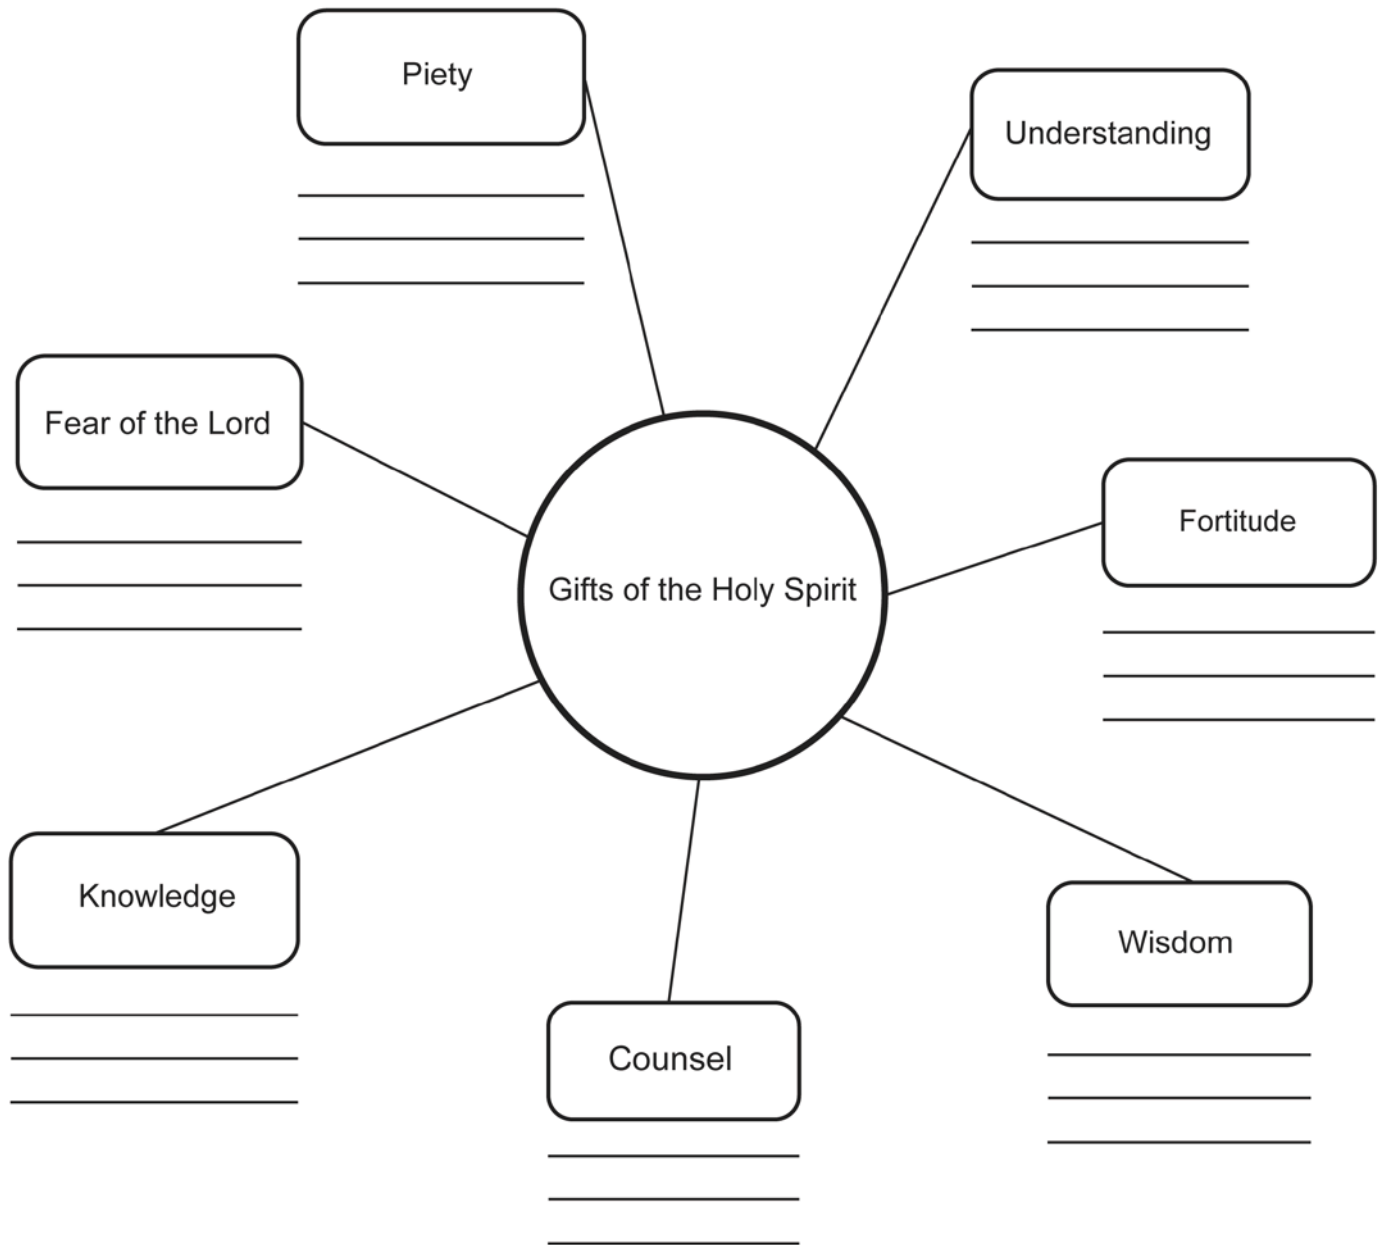 Piety
Understanding
Fear of the Lord
Fortitude
Gifts of the Holy Spirit
Knowledge
Wisdom
Counsel